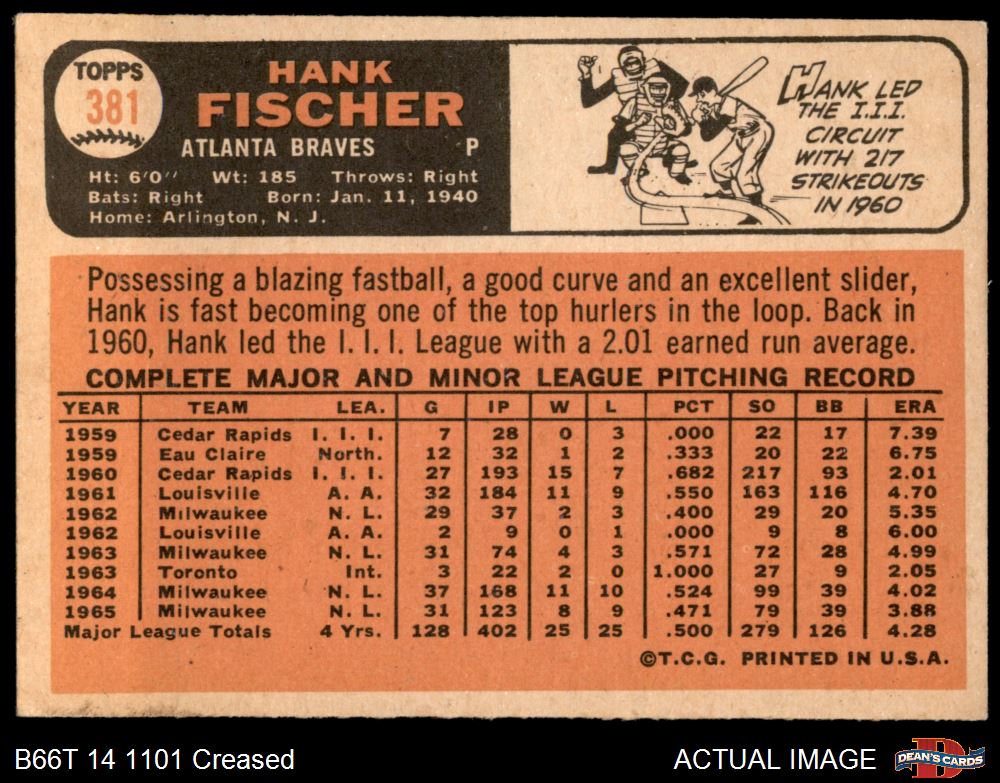 TOPPS
381
HANK
FISCHER
ATLANTA BRAVES P
Ht: 6'0" Wt: 185 Throws: Right
Bats: Right Born: Jan. 11, 1940
Home: Arlington, N. J.
HANK LED
THE I.I.I.
CIRCUIT
WITH 217
STRIKEOUTS
IN 1960
Possessing a blazing fastball, a good curve and an excellent slider,
Hank is fast becoming one of the top hurlers in the loop. Back in
1960, Hank led the I. I. I. League with a 2.01 earned run average.
COMPLETE MAJOR AND MINOR LEAGUE PITCHING RECORD
YEAR TEAM LEA. G IP W L PCT SO BB ERA
1959 Cedar Rapids I. I. I. 7 28 0 3 .000 22 17 7.39
1959 Eau Claire North. 12 32 1 2 .333 20 22 6.75
1960 Cedar Rapids I. I. I. 27 193 15 7 .682 217 93 2.01
1961 Louisville A. A. 32 184 11 9 .550 163 116 4.70
1962 Milwaukee N. L. 29 37 2 3 .400 29 20 5.35
1962 Louisville A. A. 2 9 0 1 .000 9 8 6.00
1963 Milwaukee N. L. 31 74 4 3 .571 72 28 4.99
1963 Toronto Int. 3 22 2 0 1.000 27 9 2.05
1964 Milwaukee N. L. 37 168 11 10 .524 99 39 4.02
1965 Milwaukee N. L. 31 123 8 9 .471 79 39 3.88
Major League Totals 4 Yrs. 128 402 25 25 .500 279 126 4.28
©T.C.G. PRINTED IN U.S.A.
B66T 14 1101 Creased
ACTUAL IMAGE
D
DEAN'S CARDS